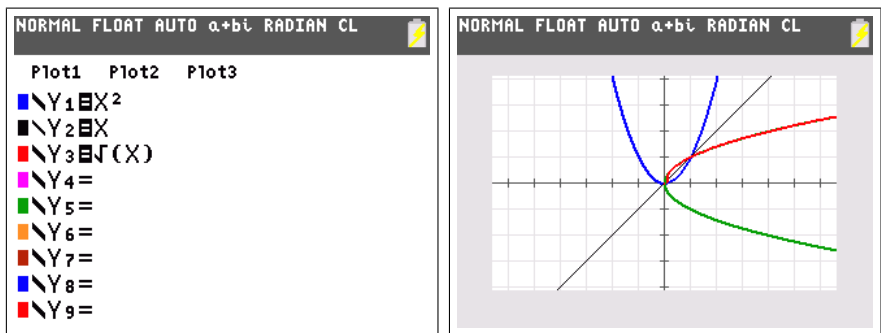 NORMAL FLOAT AUTO a+bi RADIAN CL
Plot1 Plot2 Plot3
\Y₁=X²
\Y₂=X
\Y₃=√(X)
\Y₄=
\Y₅=
\Y₆=
\Y₇=
\Y₈=
\Y₉=
NORMAL FLOAT AUTO a+bi RADIAN CL